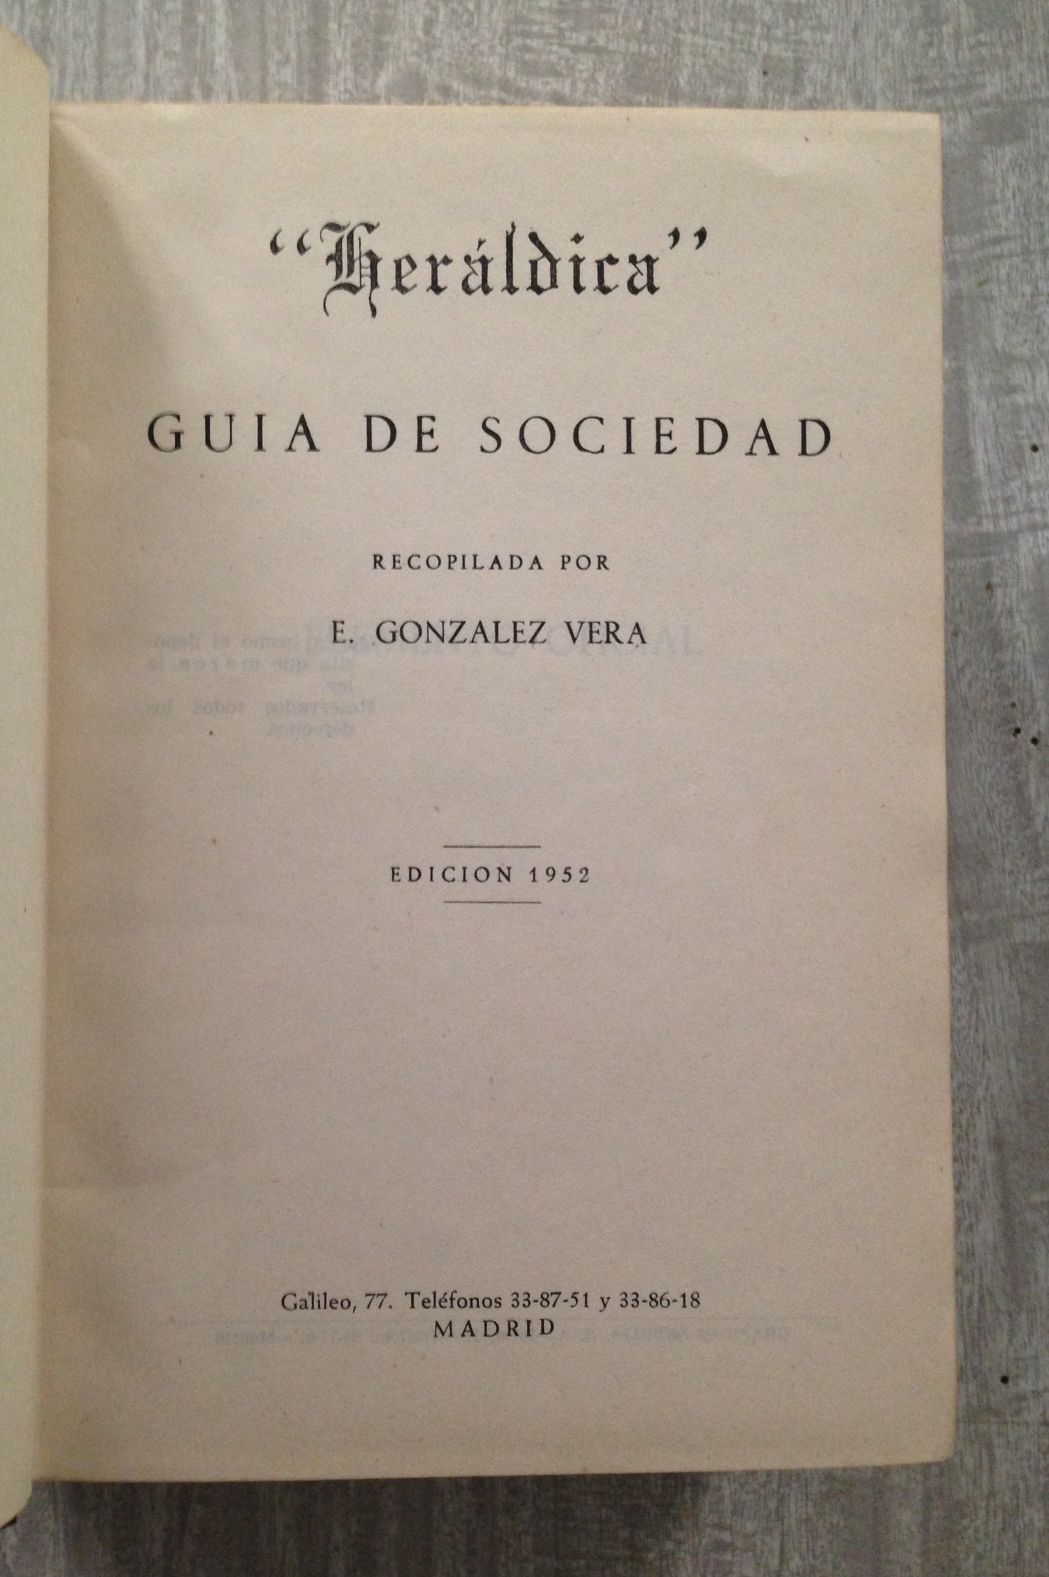 “Heráldica”
GUIA DE SOCIEDAD
RECOPILADA POR
E. GONZALEZ VERA
EDICION 1952
Galileo, 77. Teléfonos 33-87-51 y 33-86-18
MADRID